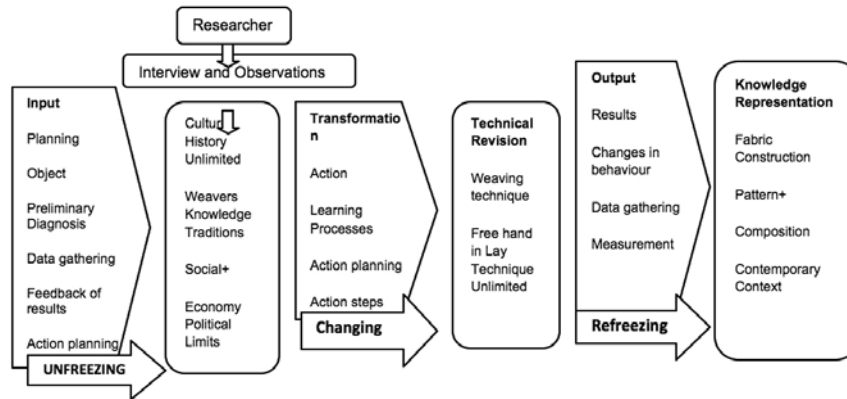 Researcher
Interview and Observations
Input
Planning
Object
Preliminary
Diagnosis
Data gathering
Feedback of
results
Action planning
UNFREEZING
History
Unlimited
Weavers
Knowledge
Traditions
Social+
Economy
Political
Limits
Transformatio
n
Action
Learning
Processes
Action planning
Action steps
Changing
Technical
Revision
Weaving
technique
Free hand
in Lay
Technique
Unlimited
Output
Results
Changes in
behaviour
Data gathering
Measurement
Refreezing
Knowledge
Representation
Fabric
Construction
Pattern+
Composition
Contemporary
Context